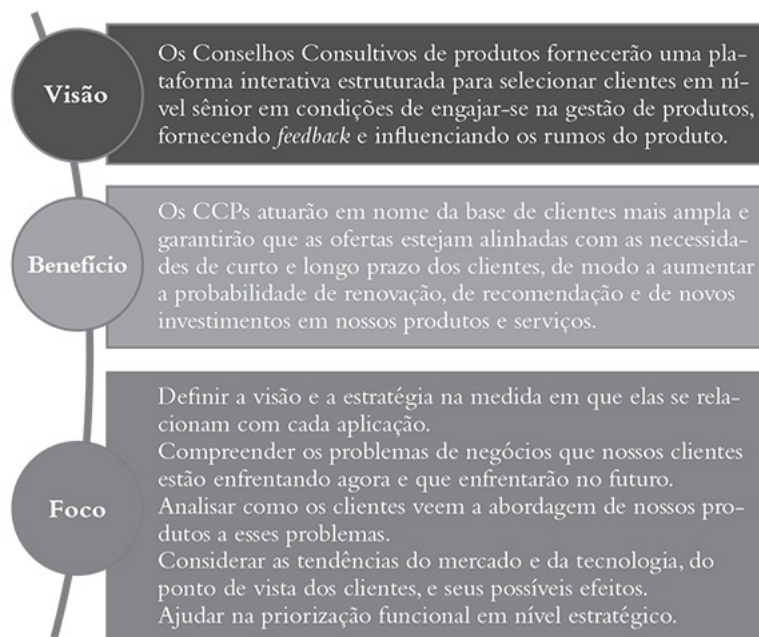 Visão
Os Conselhos Consultivos de produtos fornecerão uma pla-
taforma interativa estruturada para selecionar clientes em ní-
vel sênior em condições de engajar-se na gestão de produtos,
fornecendo feedback e influenciando os rumos do produto.
Benefício
Os CCPs atuarão em nome da base de clientes mais ampla e
garantirão que as ofertas estejam alinhadas com as necessida-
des de curto e longo prazo dos clientes, de modo a aumentar
a probabilidade de renovação, de recomendação e de novos
investimentos em nossos produtos e serviços.
Foco
Definir a visão e a estratégia na medida em que elas se rela-
cionam com cada aplicação.
Compreender os problemas de negócios que nossos clientes
estão enfrentando agora e que enfrentarão no futuro.
Analisar como os clientes veem a abordagem de nossos pro-
dutos a esses problemas.
Considerar as tendências do mercado e da tecnologia, do
ponto de vista dos clientes, e seus possíveis efeitos.
Ajudar na priorização funcional em nível estratégico.